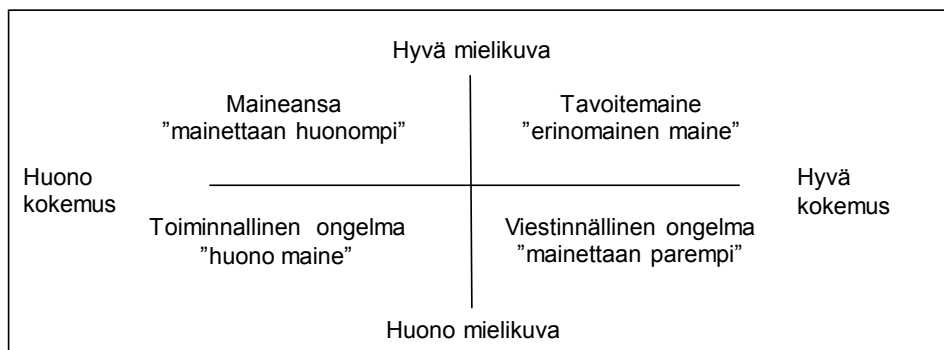 Hyvä mielikuva
Maineansa
”mainettaan huonompi”
Tavoitemaine
”erinomainen maine”
Huono
kokemus
Hyvä
kokemus
Toiminnallinen ongelma
”huono maine”
Viestinnällinen ongelma
”mainettaan parempi”
Huono mielikuva